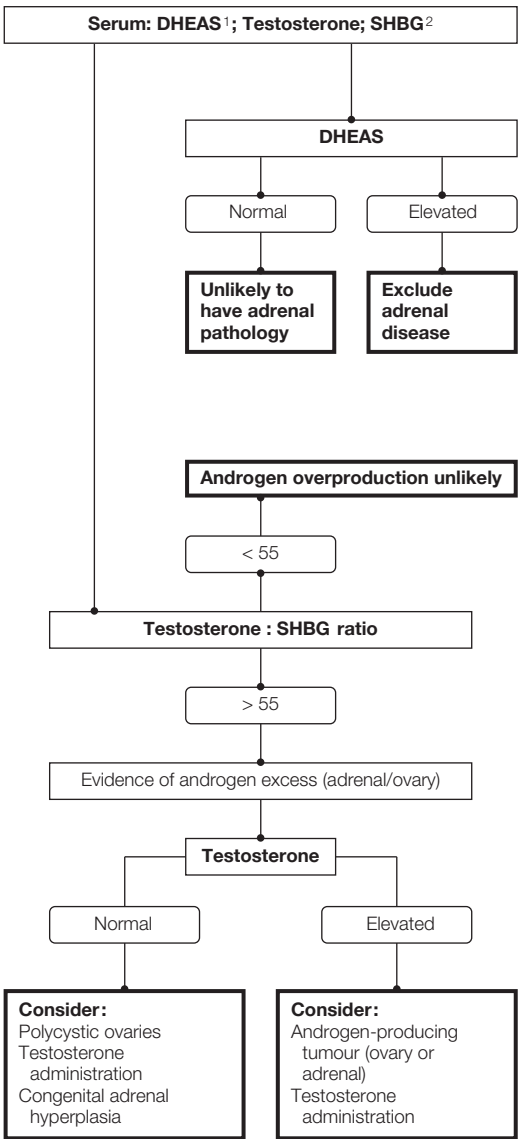 Serum: DHEAS¹; Testosterone; SHBG²
DHEAS
Normal
Elevated
Unlikely to
have adrenal
pathology
Exclude
adrenal
disease
Androgen overproduction unlikely
< 55
Testosterone : SHBG ratio
> 55
Evidence of androgen excess (adrenal/ovary)
Testosterone
Normal
Elevated
Consider:
Polycystic ovaries
Testosterone
administration
Congenital adrenal
hyperplasia
Consider:
Androgen-producing
tumour (ovary or
adrenal)
Testosterone
administration